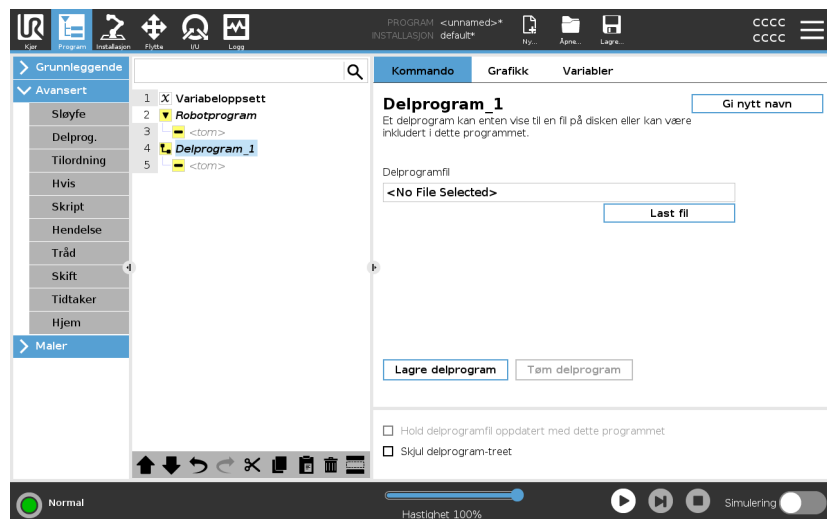 PROGRAM <unnamed>*
INSTALLASJON default*
CCCC
CCCC
Kjør Program Installasjon Flytte I/U Logg Ny... Åpne... Lagre...
Grunnleggende
Avansert
Sløyfe
Delprog.
Tilordning
Hvis
Skript
Hendelse
Tråd
Skift
Tidtaker
Hjem
Maler
1 X Variabeloppsett
2 Robotprogram
3 <tom>
4 Delprogram_1
5 <tom>
Kommando Grafikk Variabler
Delprogram_1
Gi nytt navn
Et delprogram kan enten vise til en fil på disken eller kan være
inkludert i dette programmet.
Delprogramfil
<No File Selected>
Last fil
Lagre delprogram Tøm delprogram
Hold delprogramfil oppdatert med dette programmet
Skjul delprogram-treet
Normal
Hastighet 100%
Simulering